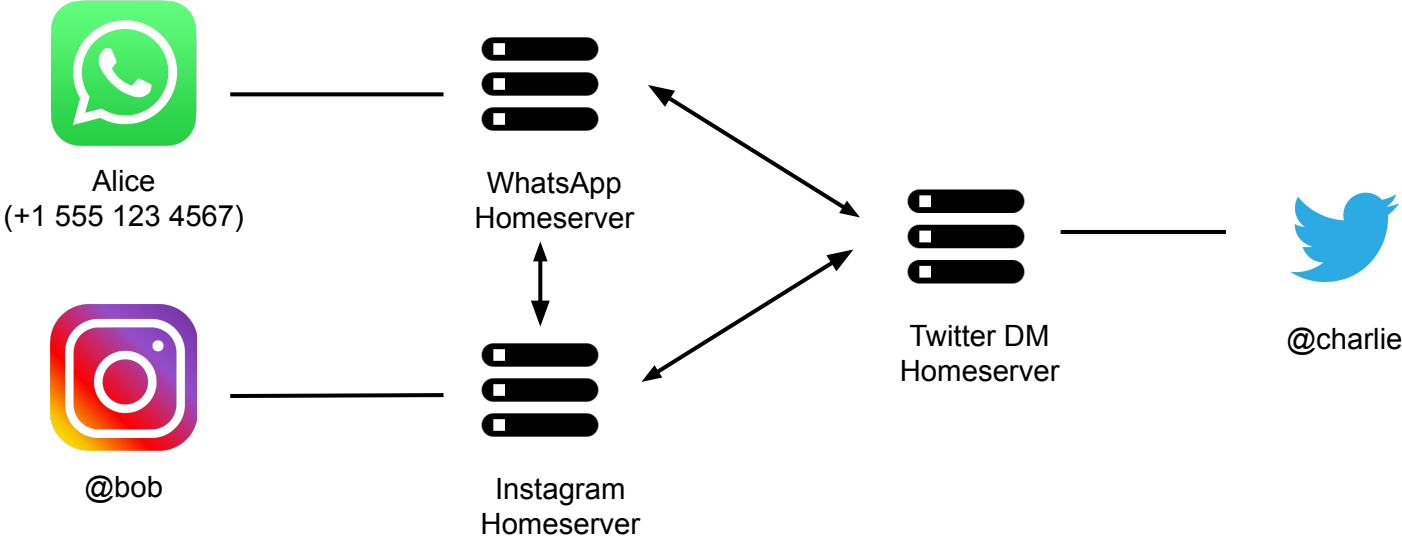 Alice
(+1 555 123 4567)
WhatsApp
Homeserver
Twitter DM
Homeserver
@charlie
@bob
Instagram
Homeserver